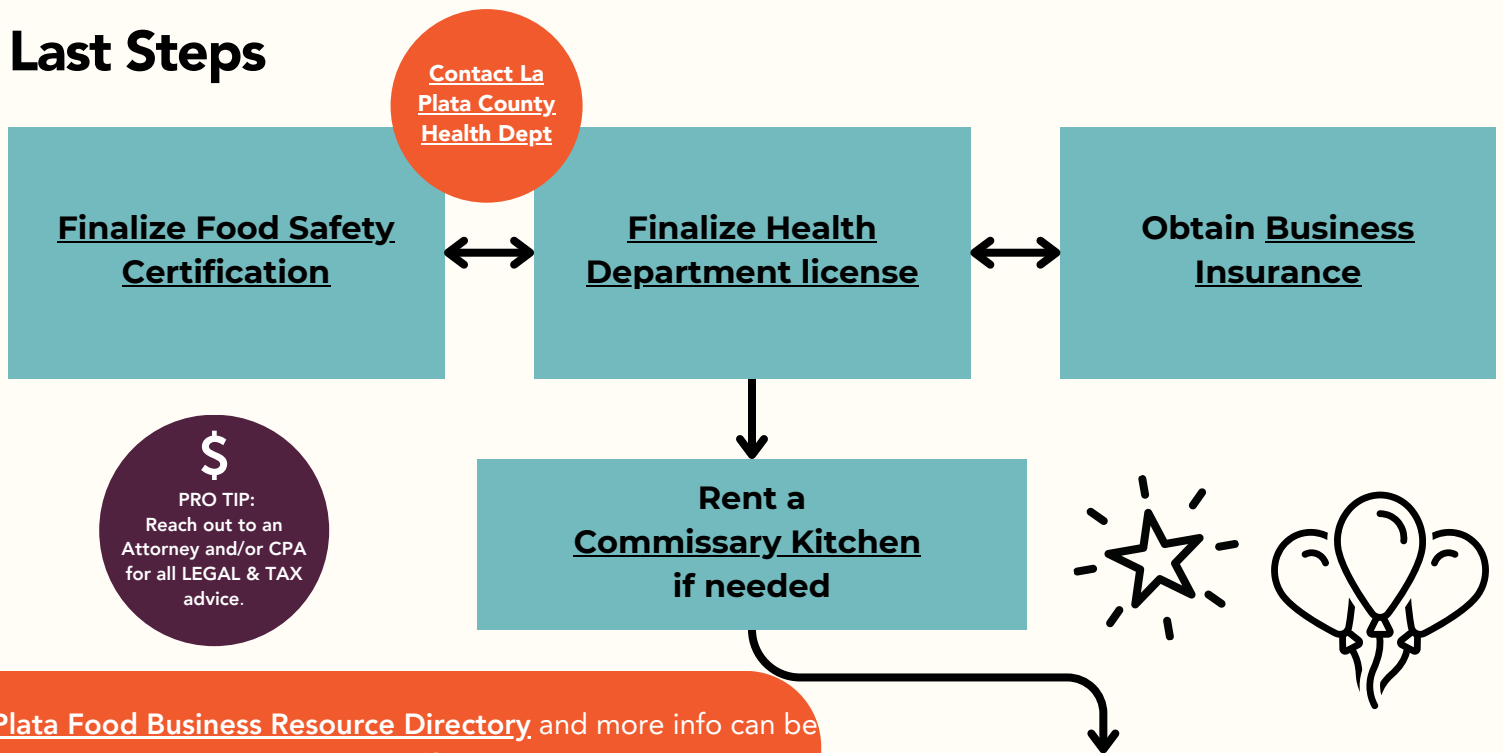 Last Steps
Contact La
Plata County
Health Dept
Finalize Food Safety
Certification
Finalize Health
Department license
Obtain Business
Insurance
$
PRO TIP:
Reach out to an
Attorney and/or CPA
for all LEGAL & TAX
advice.
Rent a
Commissary Kitchen
if needed
Plata Food Business Resource Directory and more info can be